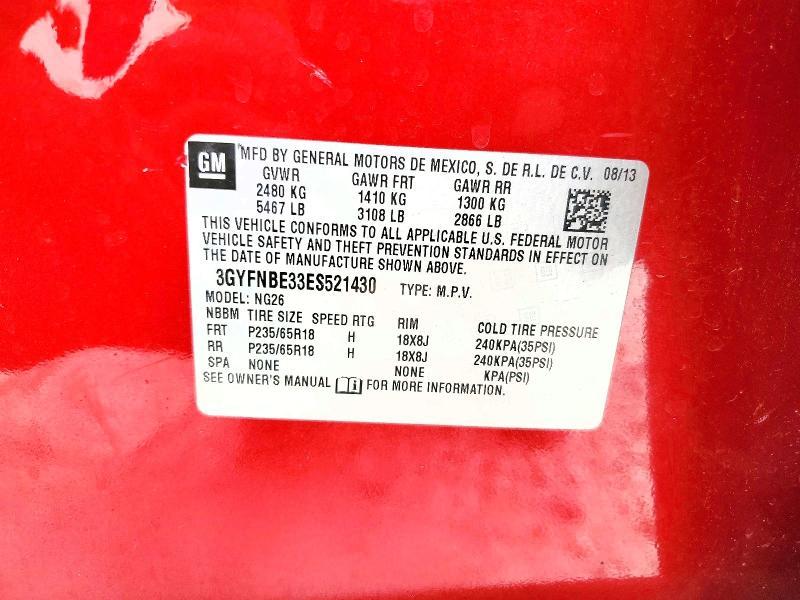 GM MFD BY GENERAL MOTORS DE MEXICO, S. DE R.L. DE C.V. 08/13
GVWR GAWR FRT GAWR RR
2480 KG 1410 KG 1300 KG
5467 LB 3108 LB 2866 LB
THIS VEHICLE CONFORMS TO ALL APPLICABLE U.S. FEDERAL MOTOR
VEHICLE SAFETY AND THEFT PREVENTION STANDARDS IN EFFECT ON
THE DATE OF MANUFACTURE SHOWN ABOVE.
3GYFNBE33ES521430 TYPE: M.P.V.
MODEL: NG26
NBBM TIRE SIZE SPEED RTG RIM COLD TIRE PRESSURE
FRT P235/65R18 H 18X8J 240KPA(35PSI)
RR P235/65R18 H 18X8J 240KPA(35PSI)
SPA NONE NONE KPA(PSI)
SEE OWNER'S MANUAL FOR MORE INFORMATION.